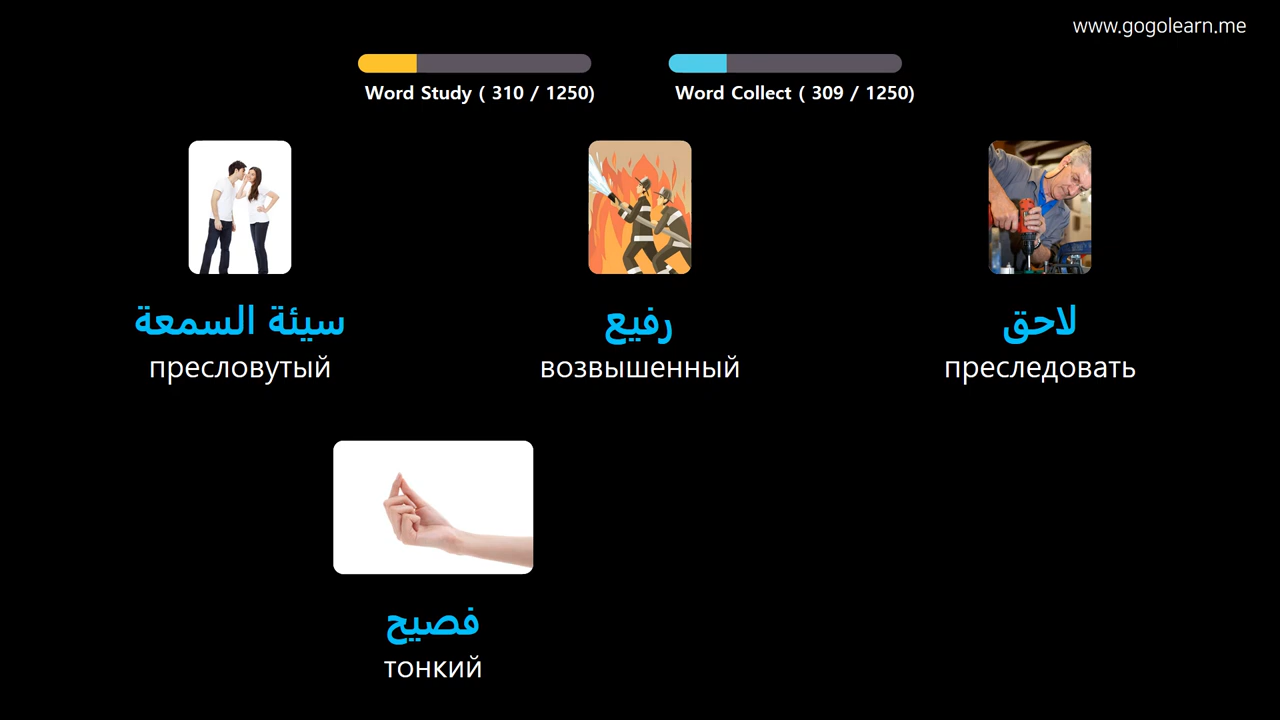 www.gogolearn.me
Word Study ( 310 / 1250)
Word Collect ( 309 / 1250)
سيئة السمعة
пресловутый
رفيع
возвышенный
لاحق
преследовать
فصيح
тонкий